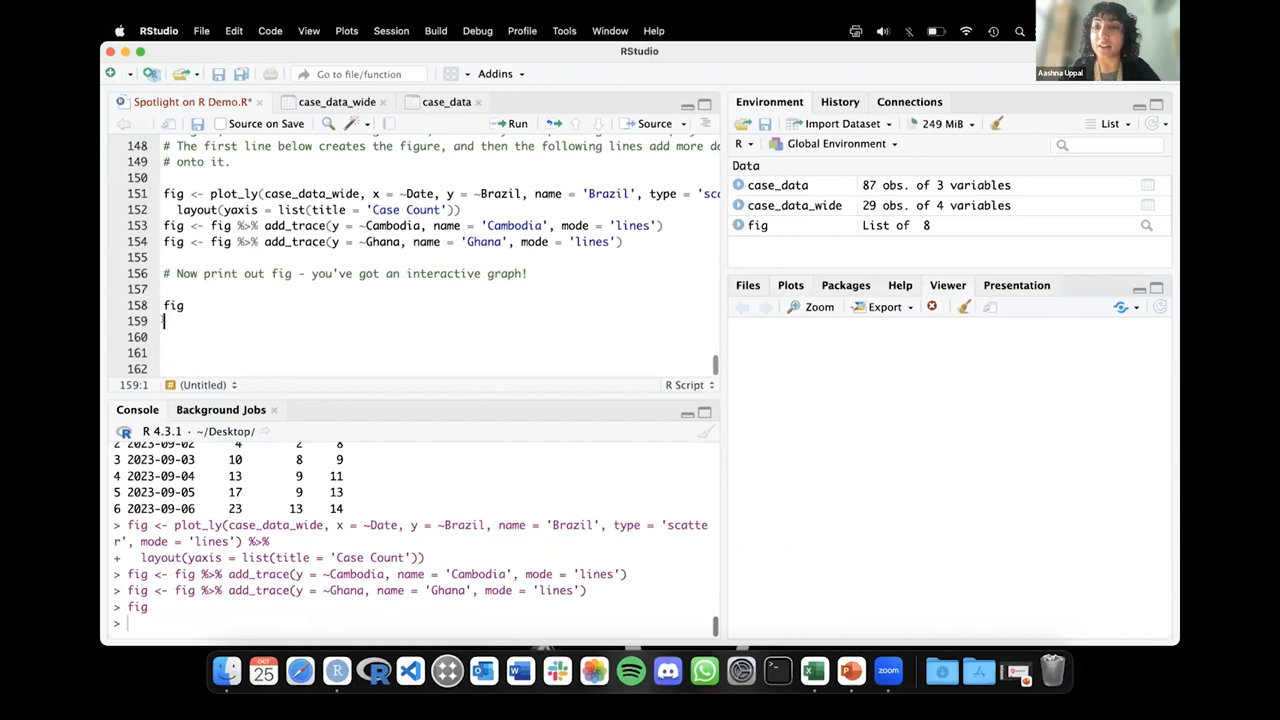 RStudio File Edit Code View Plots Session Build Debug Profile Tools Window Help
Aashna Uppal
RStudio
Go to file/function Addins
Spotlight on R Demo.R* case_data_wide case_data
Source on Save Run Source
148 # The first line below creates the figure, and then the following lines add more da
149 # onto it.
150
151 fig <- plot_ly(case_data_wide, x = ~Date, y = ~Brazil, name = 'Brazil', type = 'sca
152 layout(yaxis = list(title = 'Case Count'))
153 fig <- fig %>% add_trace(y = ~Cambodia, name = 'Cambodia', mode = 'lines')
154 fig <- fig %>% add_trace(y = ~Ghana, name = 'Ghana', mode = 'lines')
155
156 # Now print out fig - you've got an interactive graph!
157
158 fig
159
160
161
162
159:1 # (Untitled) R Script
Console Background Jobs
R 4.3.1 · ~/Desktop/
2 2023-09-02 4 2 8
3 2023-09-03 10 8 9
4 2023-09-04 13 9 11
5 2023-09-05 17 9 13
6 2023-09-06 23 13 14
> fig <- plot_ly(case_data_wide, x = ~Date, y = ~Brazil, name = 'Brazil', type = 'scatte
r', mode = 'lines') %>%
+ layout(yaxis = list(title = 'Case Count'))
> fig <- fig %>% add_trace(y = ~Cambodia, name = 'Cambodia', mode = 'lines')
> fig <- fig %>% add_trace(y = ~Ghana, name = 'Ghana', mode = 'lines')
> fig
>
Environment History Connections
Import Dataset 249 MiB List
R Global Environment
Data
case_data 87 obs. of 3 variables
case_data_wide 29 obs. of 4 variables
fig List of 8
Files Plots Packages Help Viewer Presentation
Zoom Export
OCT
25
zoom